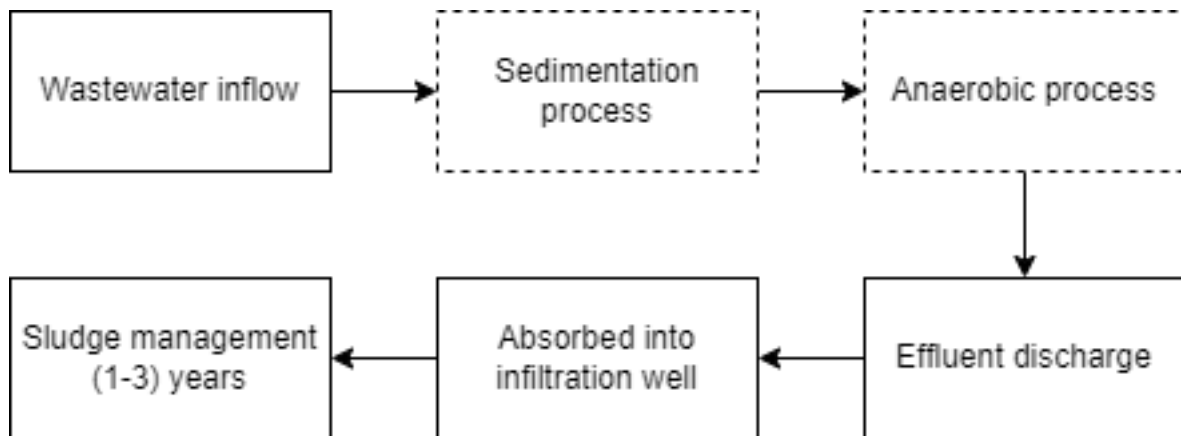 Wastewater inflow
Sedimentation
process
Anaerobic process
Effluent discharge
Absorbed into
infiltration well
Sludge management
(1-3) years